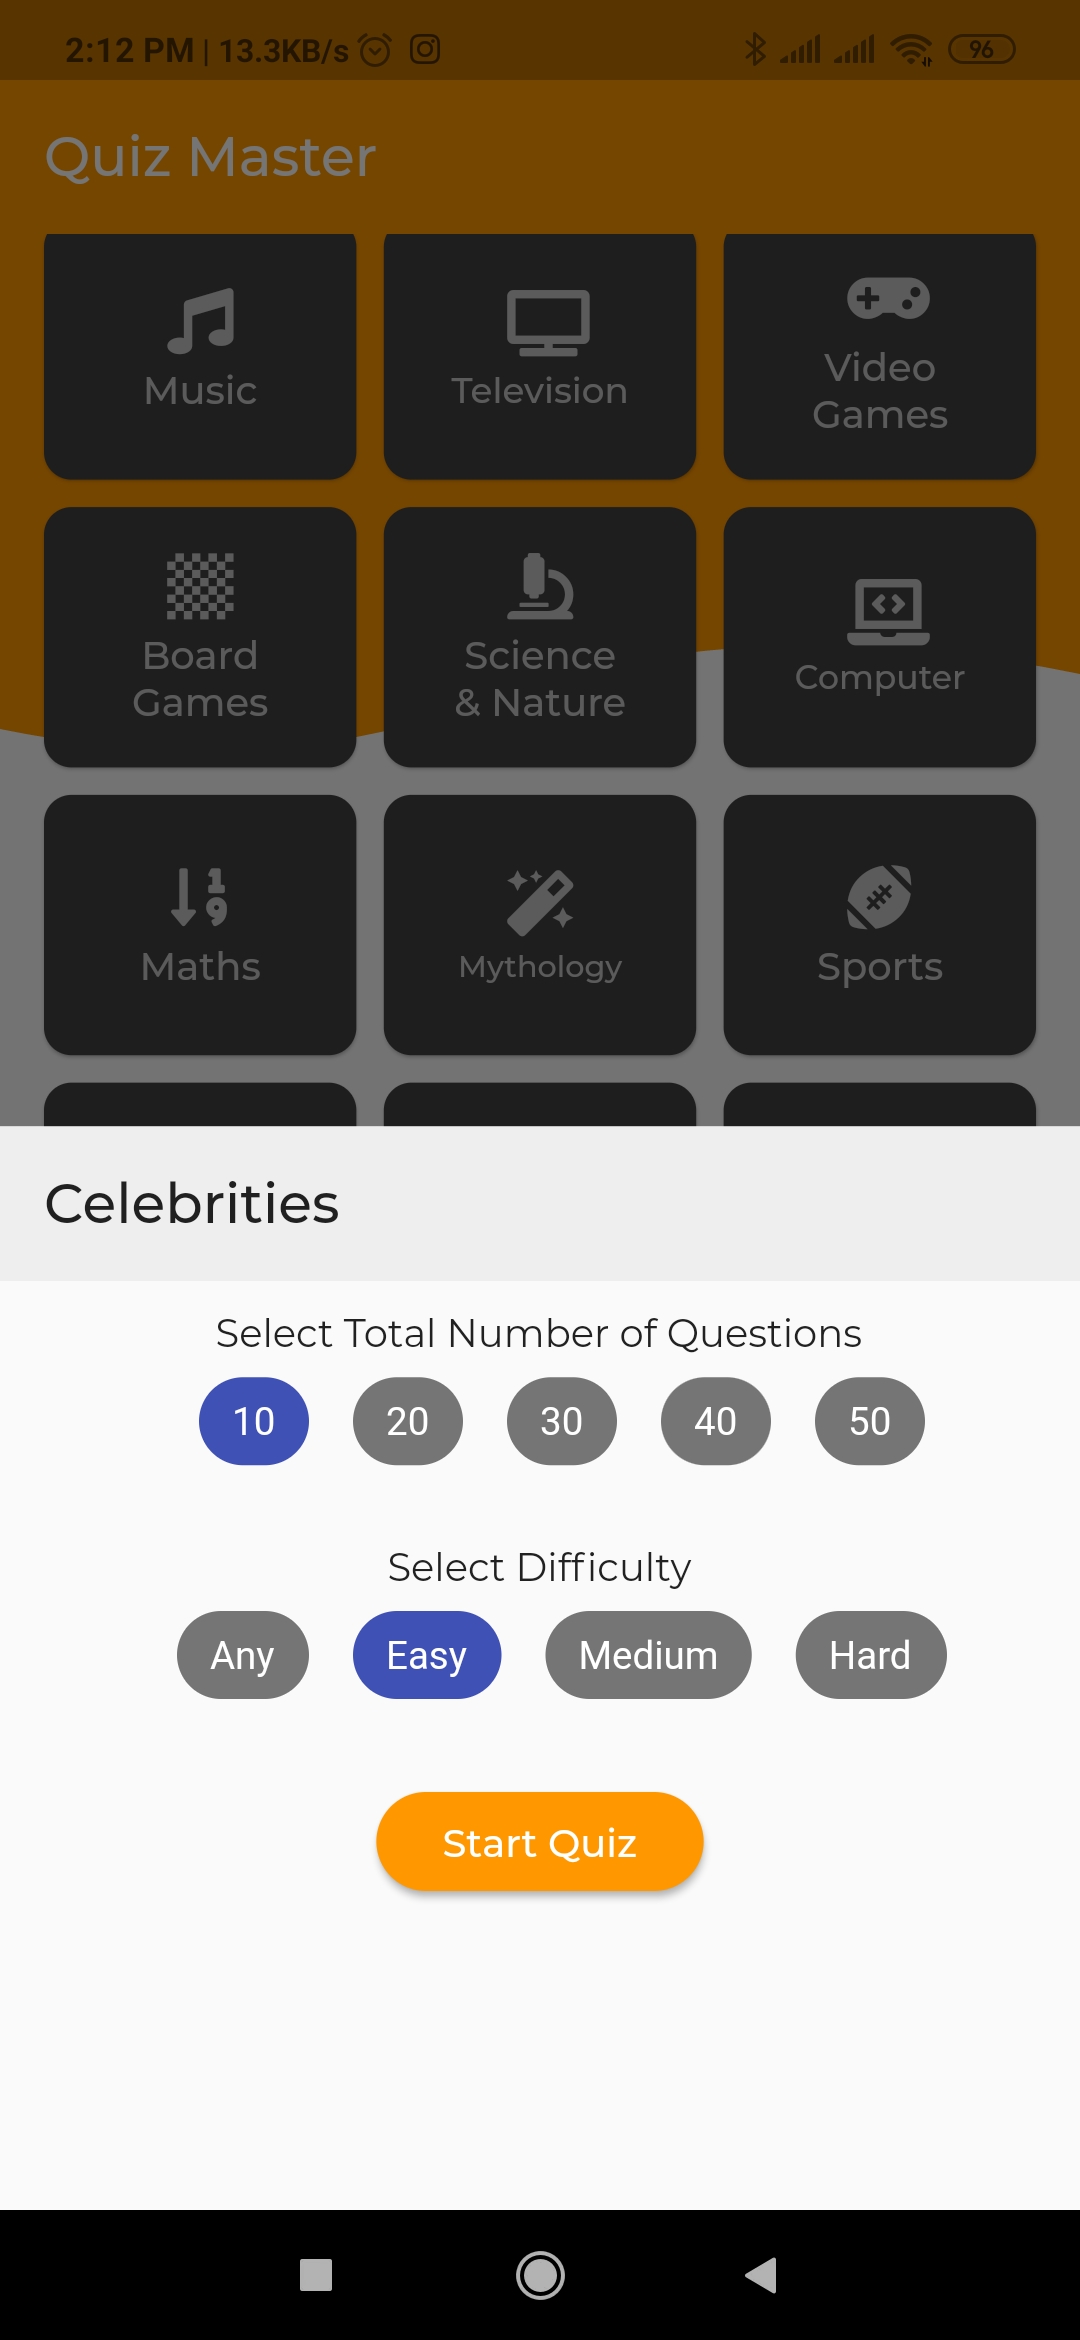 2:12 PM | 13.3KB/s 96
Quiz Master
Music
Television
Video
Games
Board
Games
Science
& Nature
Computer
1
9
Maths
Mythology
Sports
Celebrities
Select Total Number of Questions
10 20 30 40 50
Select Difficulty
Any Easy Medium Hard
Start Quiz